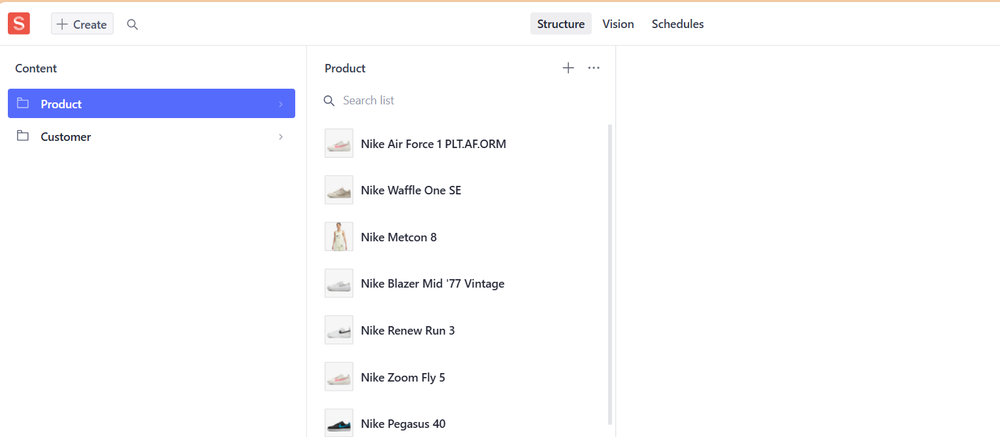 S
Create
Structure
Vision
Schedules
Content
Product
Customer
Product
Search list
Nike Air Force 1 PLT.AF.ORM
Nike Waffle One SE
Nike Metcon 8
Nike Blazer Mid '77 Vintage
Nike Renew Run 3
Nike Zoom Fly 5
Nike Pegasus 40